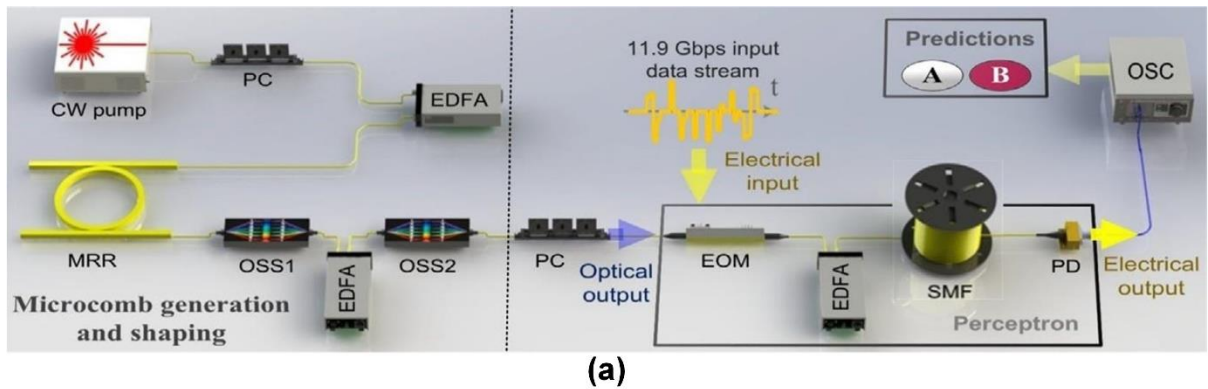 CW pump
PC
EDFA
MRR
OSS1
EDFA
OSS2
Microcomb generation
and shaping
PC
Optical
output
11.9 Gbps input
data stream
t
Electrical
input
EOM
EDFA
SMF
PD
Perceptron
Electrical
output
Predictions
A B
OSC
(a)